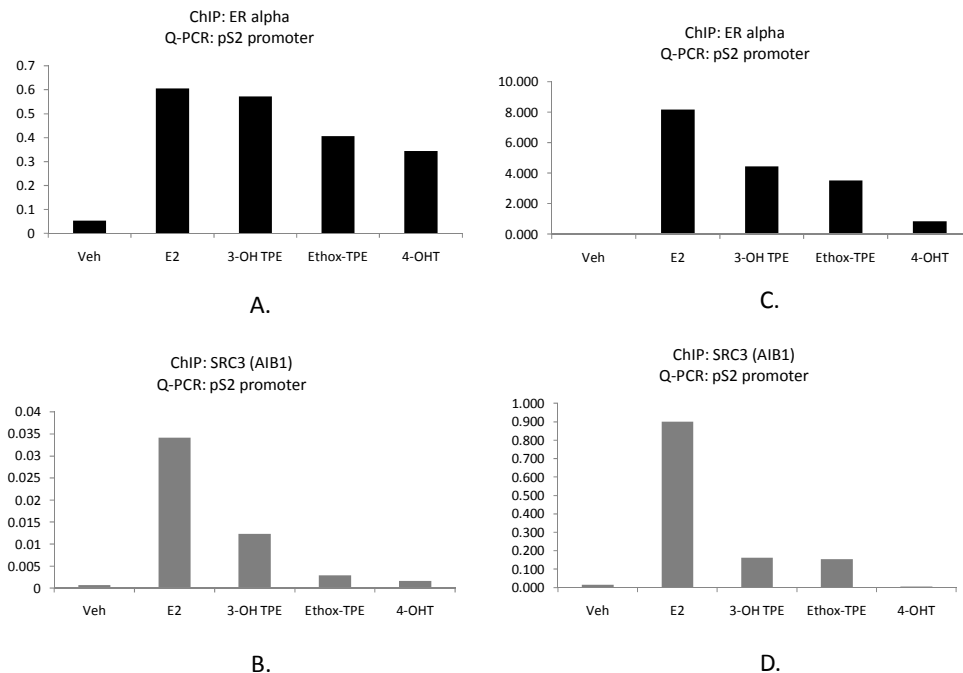 ChIP: ER alpha
Q-PCR: pS2 promoter
0.7
0.6
0.5
0.4
0.3
0.2
0.1
0
Veh E2 3-OH TPE Ethox-TPE 4-OHT
A.
ChIP: SRC3 (AIB1)
Q-PCR: pS2 promoter
0.04
0.035
0.03
0.025
0.02
0.015
0.01
0.005
0
Veh E2 3-OH TPE Ethox-TPE 4-OHT
B.
ChIP: ER alpha
Q-PCR: pS2 promoter
10.000
8.000
6.000
4.000
2.000
0.000
Veh E2 3-OH TPE Ethox-TPE 4-OHT
C.
ChIP: SRC3 (AIB1)
Q-PCR: pS2 promoter
1.000
0.900
0.800
0.700
0.600
0.500
0.400
0.300
0.200
0.100
0.000
Veh E2 3-OH TPE Ethox-TPE 4-OHT
D.